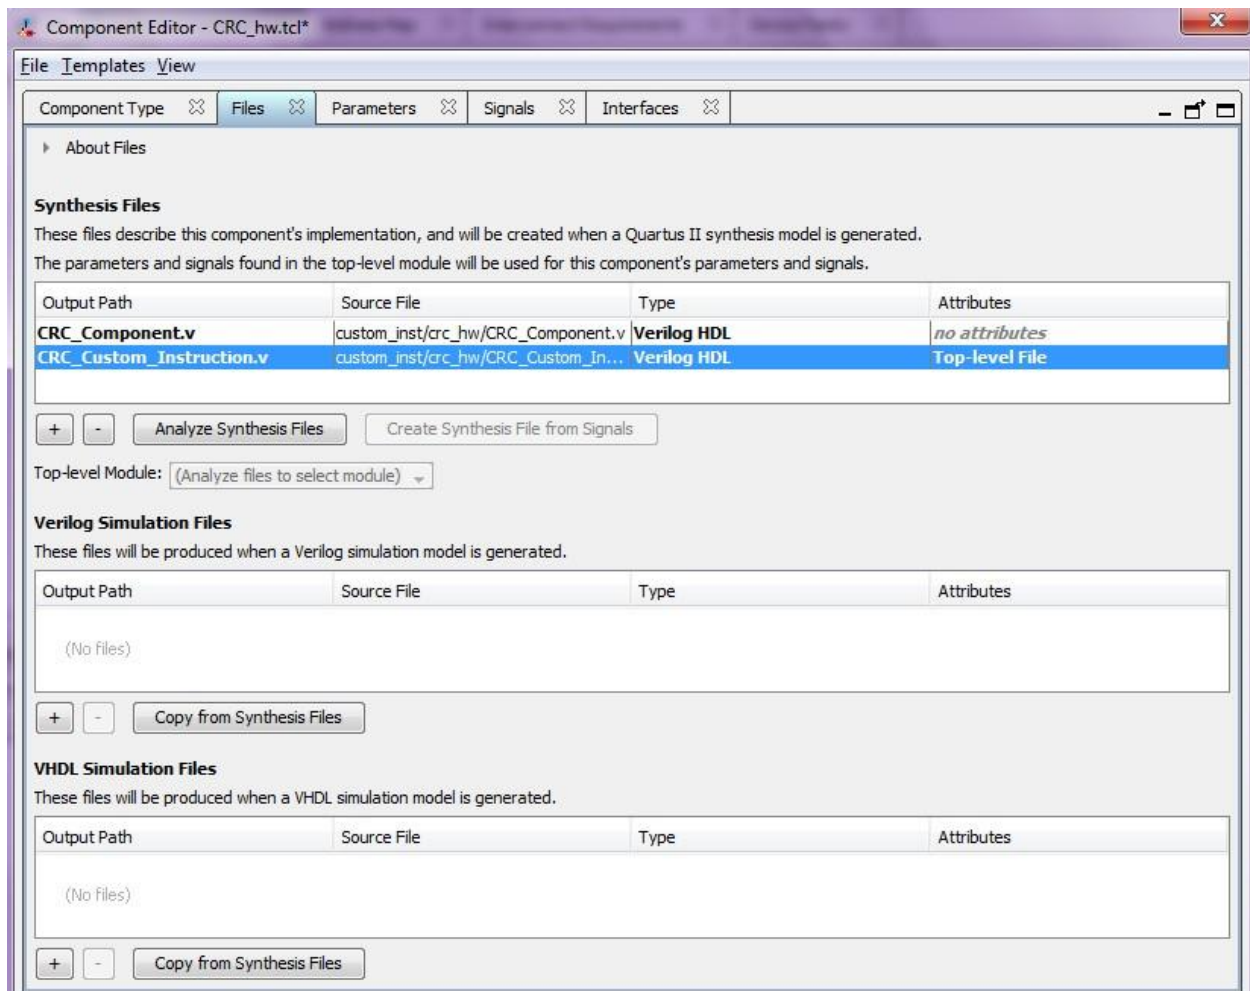 Component Editor - CRC_hw.tcl*
File Templates View
Component Type Files Parameters Signals Interfaces
About Files
Synthesis Files
These files describe this component's implementation, and will be created when a Quartus II synthesis model is generated.
The parameters and signals found in the top-level module will be used for this component's parameters and signals.
Output Path Source File Type Attributes
CRC_Component.v custom_inst/crc_hw/CRC_Component.v Verilog HDL no attributes
CRC_Custom_Instruction.v custom_inst/crc_hw/CRC_Custom_In... Verilog HDL Top-level File
+ - Analyze Synthesis Files Create Synthesis File from Signals
Top-level Module: (Analyze files to select module)
Verilog Simulation Files
These files will be produced when a Verilog simulation model is generated.
Output Path Source File Type Attributes
(No files)
+ - Copy from Synthesis Files
VHDL Simulation Files
These files will be produced when a VHDL simulation model is generated.
Output Path Source File Type Attributes
(No files)
+ - Copy from Synthesis Files